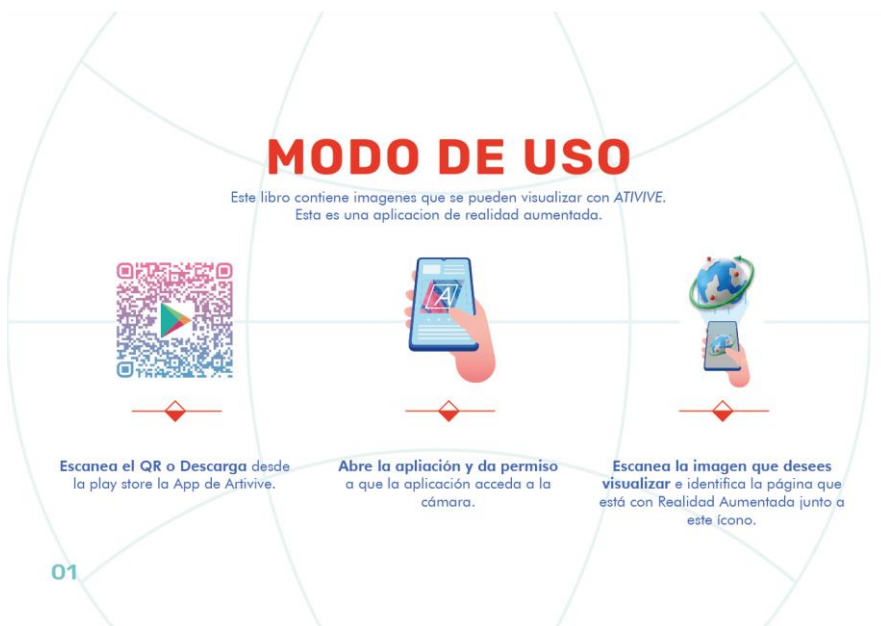 MODO DE USO
Este libro contiene imagenes que se pueden visualizar con ATIVIVE.
Esta es una aplicacion de realidad aumentada.
A
Escanea el QR o Descarga desde
la play store la App de Artivive.
Abre la apliación y da permiso
a que la aplicación acceda a la
cámara.
Escanea la imagen que desees
visualizar e identifica la página que
está con Realidad Aumentada junto a
este ícono.
01